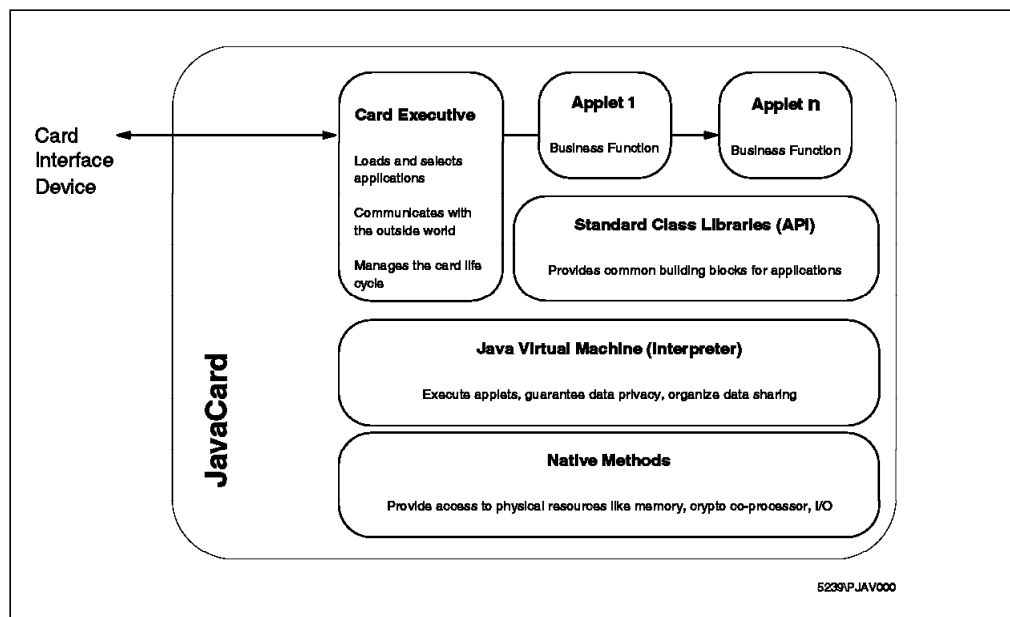 Card
Interface
Device
JavaCard
Card Executive
Loads and selects
applications
Communicates with
the outside world
Manages the card life
cycle
Applet 1
Business Function
Applet n
Business Function
Standard Class Libraries (API)
Provides common building blocks for applications
Java Virtual Machine (Interpreter)
Execute applets, guarantee data privacy, organize data sharing
Native Methods
Provide access to physical resources like memory, crypto co-processor, I/O
5239\PJAV000